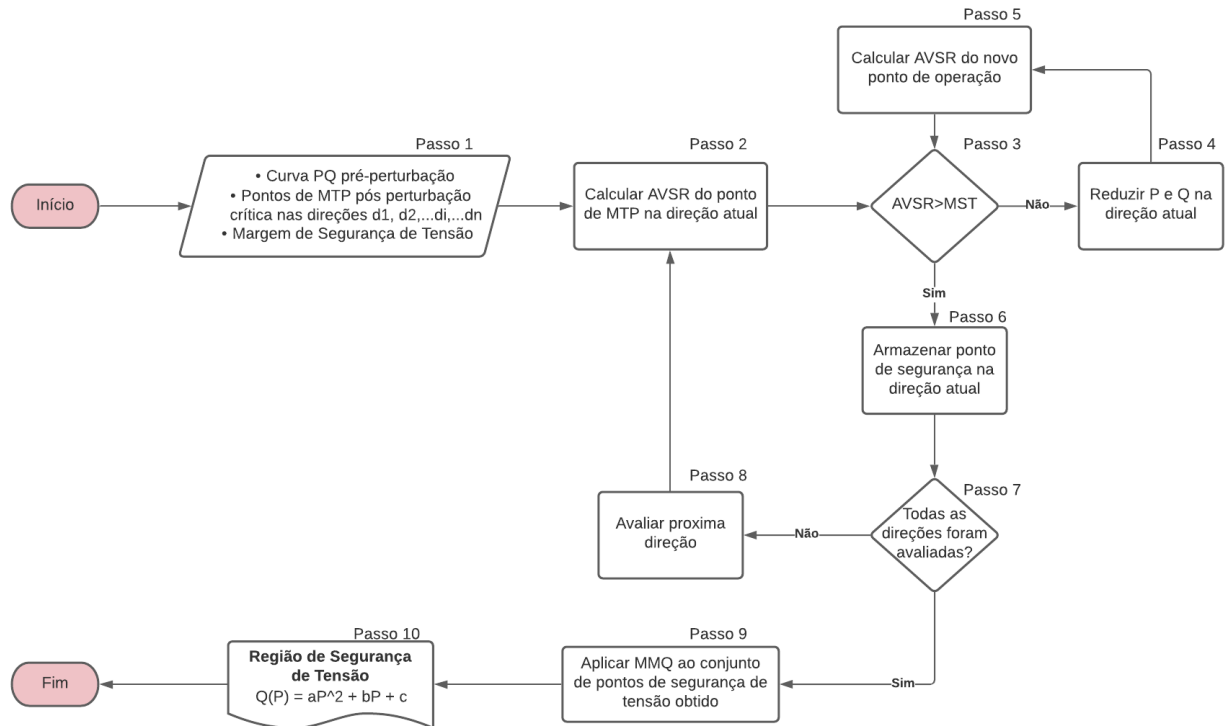 Início
Passo 1
• Curva PQ pré-perturbação
• Pontos de MTP pós perturbação
crítica nas direções d1, d2,...di,...dn
• Margem de Segurança de Tensão
Passo 2
Calcular AVSR do ponto
de MTP na direção atual
Passo 5
Calcular AVSR do novo
ponto de operação
Passo 3
AVSR>MST
Não
Passo 4
Reduzir P e Q na
direção atual
Sim
Passo 6
Armazenar ponto
de segurança na
direção atual
Passo 7
Todas as
direções foram
avaliadas?
Não
Passo 8
Avaliar proxima
direção
Sim
Passo 9
Aplicar MMQ ao conjunto
de pontos de segurança de
tensão obtido
Passo 10
Região de Segurança
de Tensão
Q(P) = aP^2 + bP + c
Fim